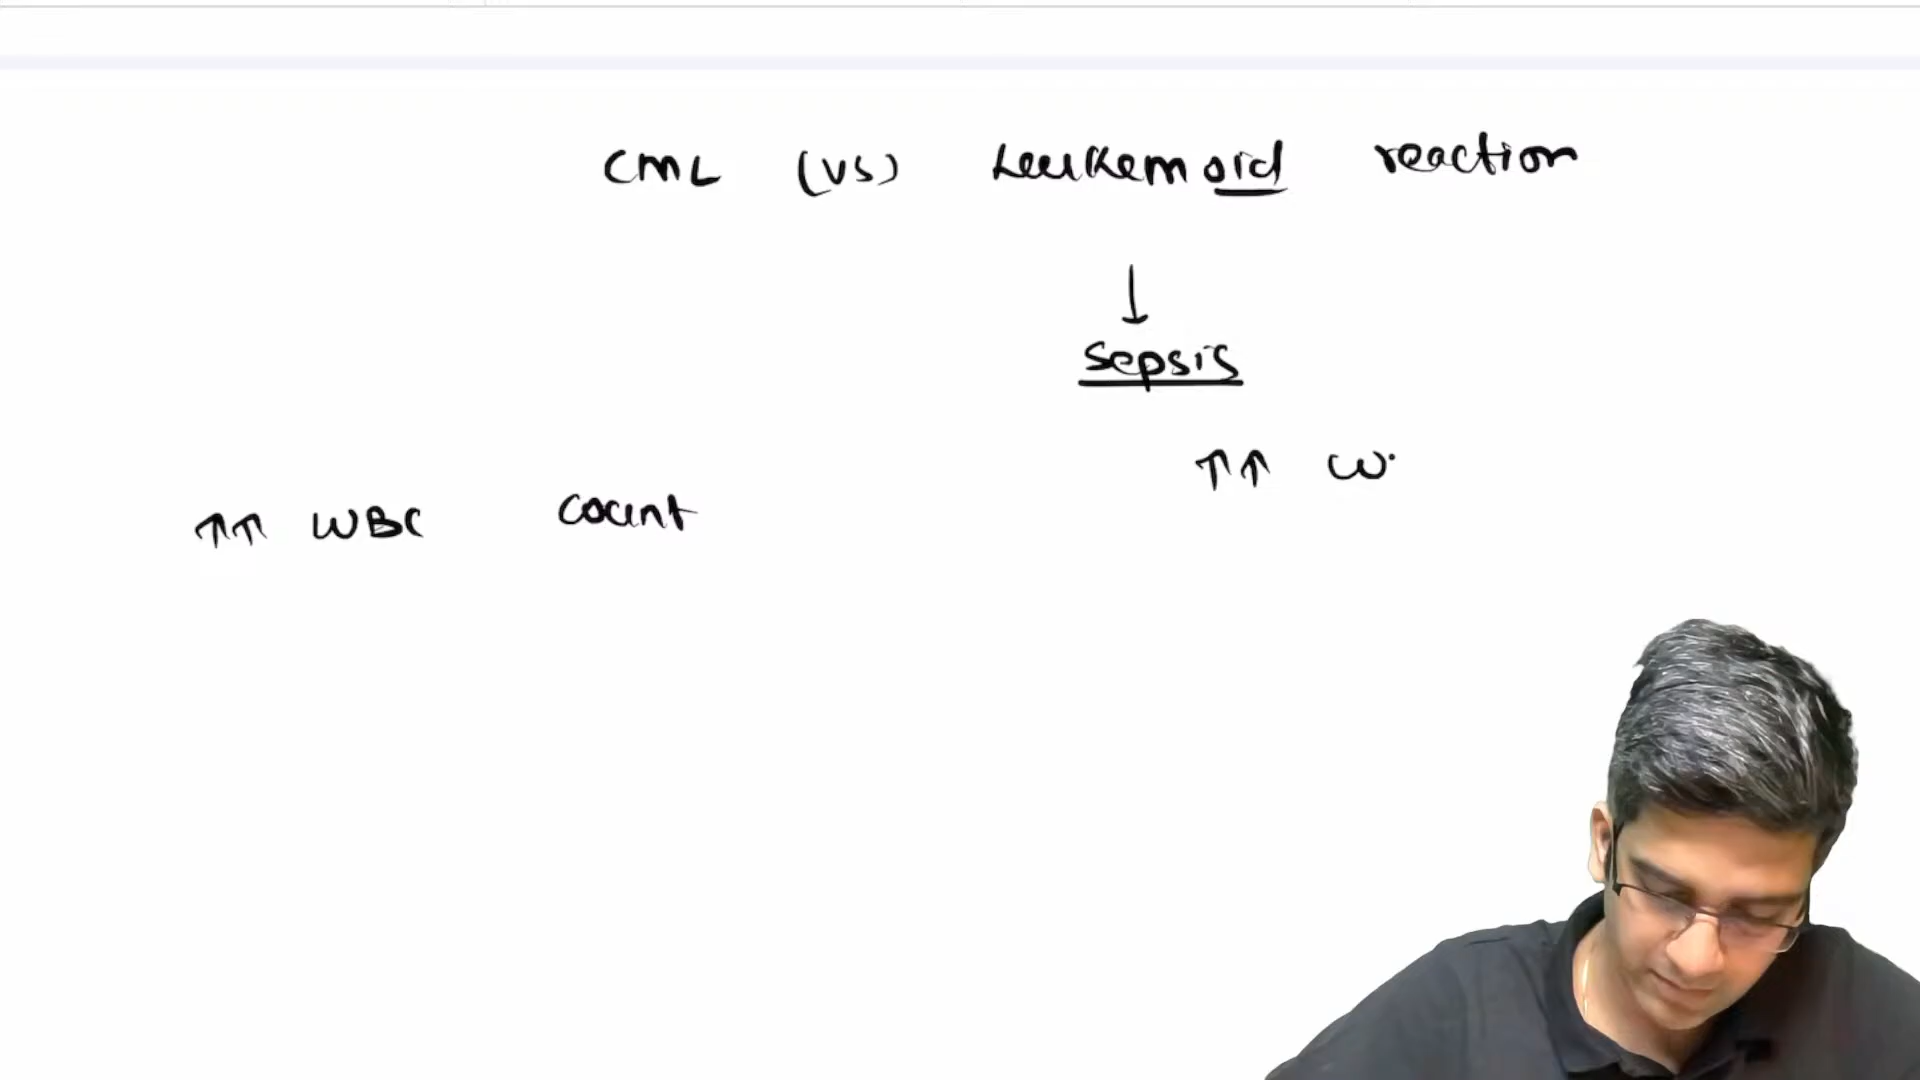 CML (vs) Leukemoid reaction
↓
Sepsis
↑↑ W
↑↑ WBC count